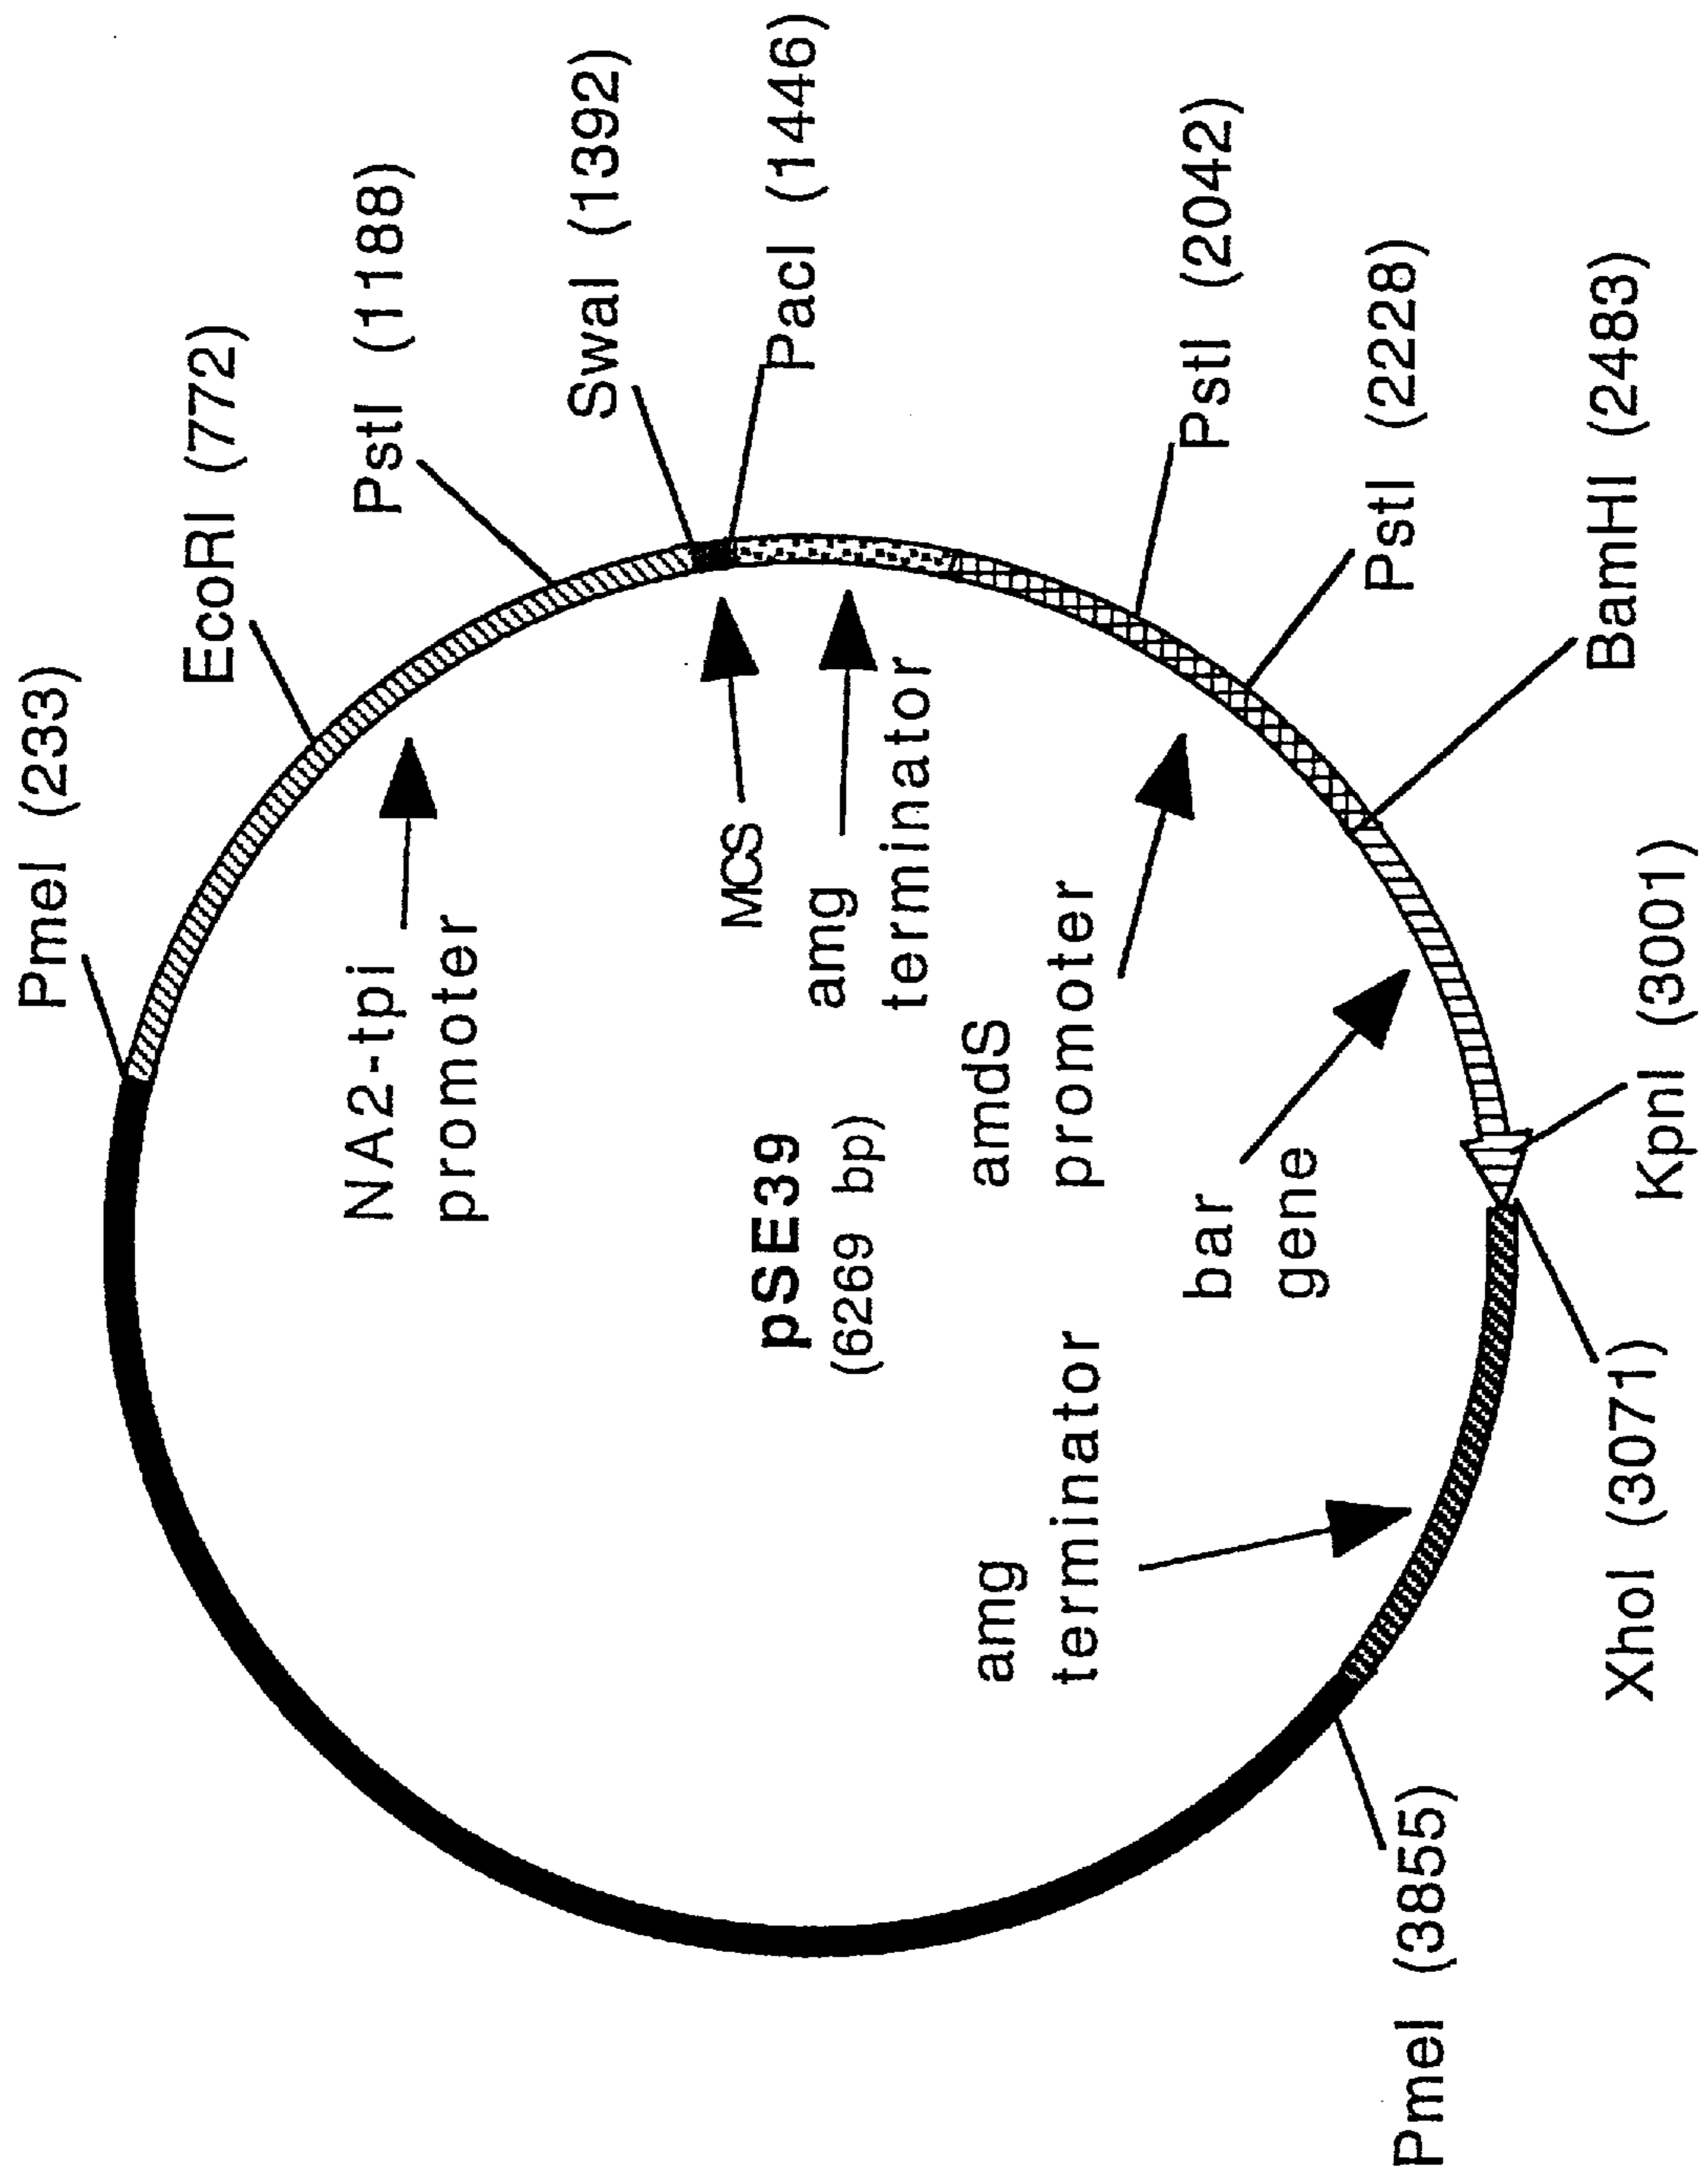 PmeI (233)
EcoRI (772)
PstI (1188)
SwaI (1392)
PacI (1446)
PstI (2042)
PstI (2228)
BamHI (2483)
KpnI (3001)
XhoI (3071)
PmeI (3855)
NA2-tpi
promoter
MCS
amg
terminator
pSE39
(6269 bp)
amdS
promoter
bar
gene
amg
terminator